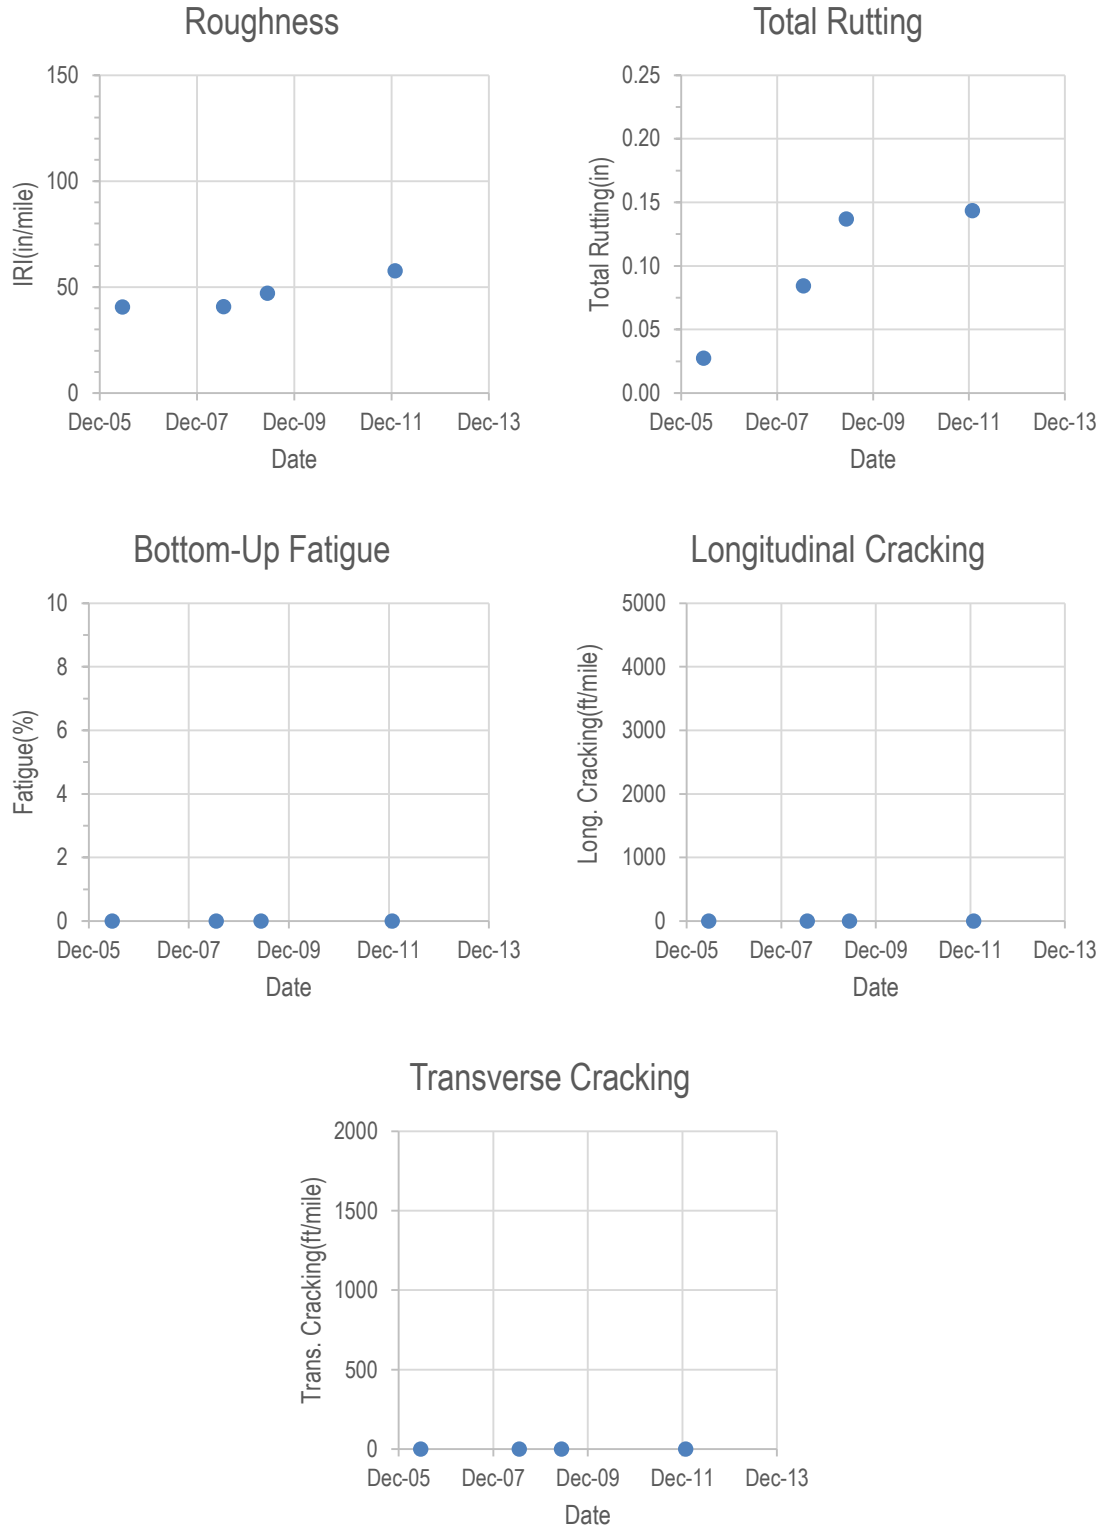 Roughness
150
100
50
0
IRI(in/mile)
Dec-05 Dec-07 Dec-09 Dec-11 Dec-13
Date
Total Rutting
0.25
0.20
0.15
0.10
0.05
0.00
Total Rutting(in)
Dec-05 Dec-07 Dec-09 Dec-11 Dec-13
Date
Bottom-Up Fatigue
10
8
6
4
2
0
Fatigue(%)
Dec-05 Dec-07 Dec-09 Dec-11 Dec-13
Date
Longitudinal Cracking
5000
4000
3000
2000
1000
0
Long. Cracking(ft/mile)
Dec-05 Dec-07 Dec-09 Dec-11 Dec-13
Date
Transverse Cracking
2000
1500
1000
500
0
Trans. Cracking(ft/mile)
Dec-05 Dec-07 Dec-09 Dec-11 Dec-13
Date